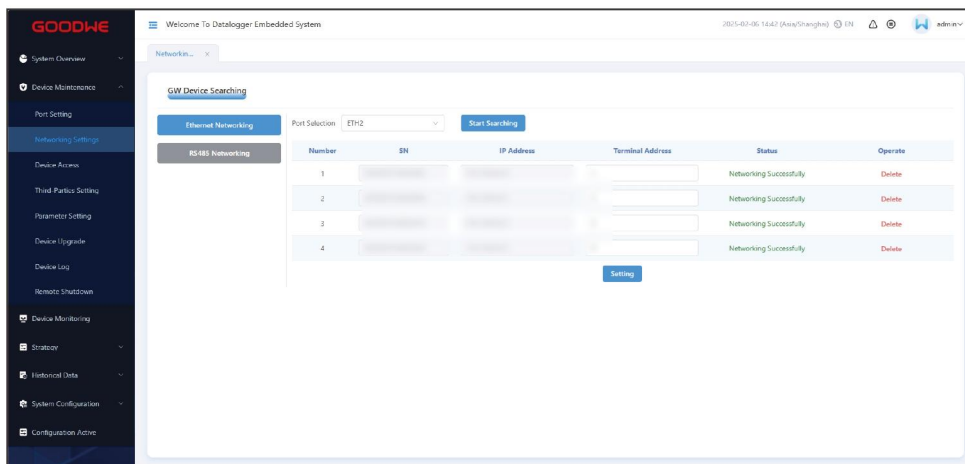 GOODWE
Welcome To Datalogger Embedded System
2025-02-06 14:42 (Asia/Shanghai) EN admin
System Overview
Networkin... ×
Device Maintenance
GW Device Searching
Port Setting
Ethernet Networking
Port Selection ETH2 Start Searching
Networking Settings
RS485 Networking
Number SN IP Address Terminal Address Status Operate
Device Access
1 Networking Successfully Delete
Third-Parties Setting
2 Networking Successfully Delete
Parameter Setting
3 Networking Successfully Delete
Device Upgrade
4 Networking Successfully Delete
Device Log
Setting
Remote Shutdown
Device Monitoring
Strategy
Historical Data
System Configuration
Configuration Active